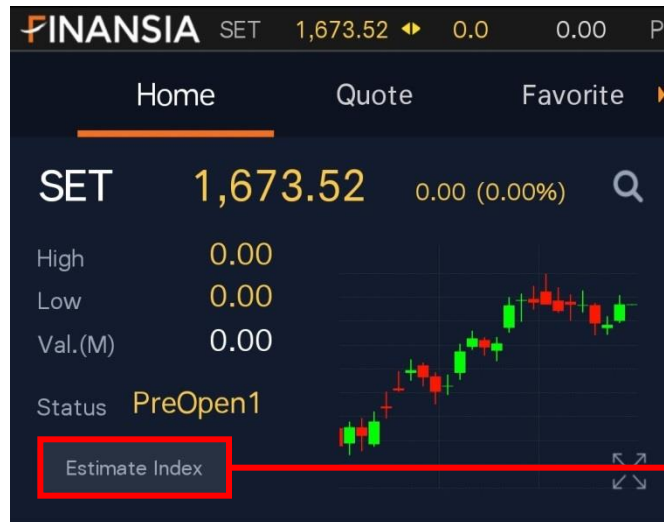 FINANSIA SET 1,673.52 0.0 0.00 P
Home Quote Favorite
SET 1,673.52 0.00 (0.00%)
High 0.00
Low 0.00
Val.(M) 0.00
Status PreOpen1
Estimate Index